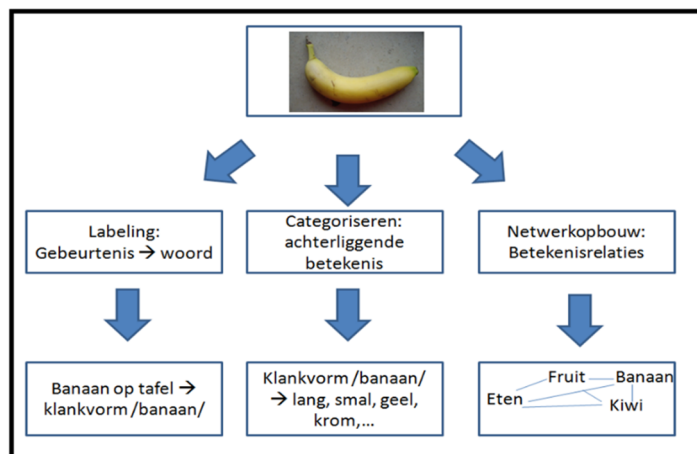 Labeling:
Gebeurtenis → woord
Categoriseren:
achterliggende
betekenis
Netwerkopbouw:
Betekenisrelaties
Banaan op tafel →
klankvorm /banaan/
Klankvorm /banaan/
→ lang, smal, geel,
krom,...
Fruit Banaan
Eten
Kiwi